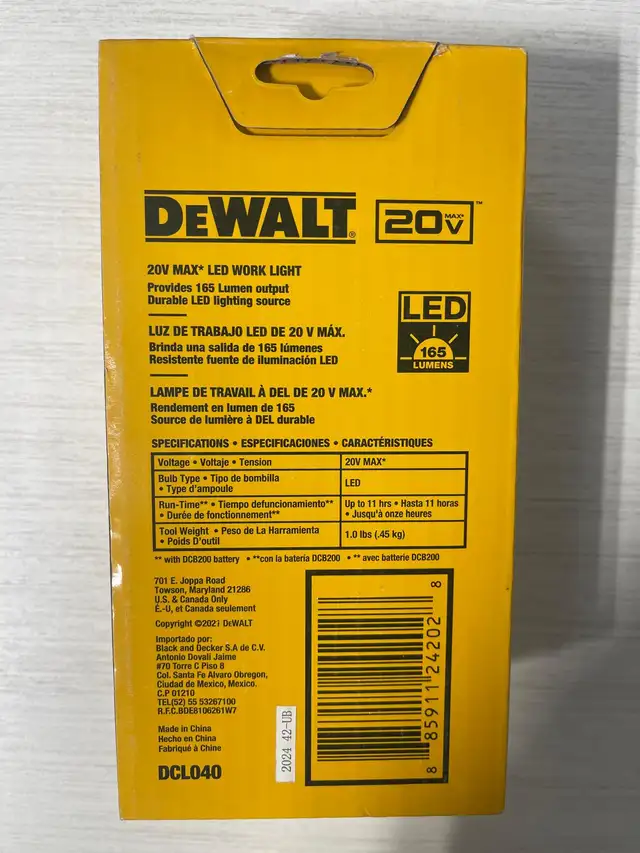 DEWALT®
20V MAX* ™
20V MAX* LED WORK LIGHT
Provides 165 Lumen output
Durable LED lighting source
LED
165
LUMENS
LUZ DE TRABAJO LED DE 20 V MÁX.
Brinda una salida de 165 lúmenes
Resistente fuente de iluminación LED
LAMPE DE TRAVAIL À DEL DE 20 V MAX.*
Rendement en lumen de 165
Source de lumière à DEL durable
SPECIFICATIONS • ESPECIFICACIONES • CARACTÉRISTIQUES
Voltage • Voltaje • Tension
20V MAX*
Bulb Type • Tipo de bombilla
• Type d'ampoule
LED
Run-Time** • Tiempo defuncionamiento**
• Durée de fonctionnement**
Up to 11 hrs • Hasta 11 horas
• Jusqu'à onze heures
Tool Weight • Peso de La Harramienta
• Poids D'outil
1.0 lbs (.45 kg)
** with DCB200 battery • **con la batería DCB200 • ** avec batterie DCB200
701 E. Joppa Road
Towson, Maryland 21286
U.S. & Canada Only
É.-U, et Canada seulement
Copyright ©2021 DEWALT
Importado por:
Black and Decker S.A de C.V.
Antonio Dovali Jaime
#70 Torre C Piso 8
Col. Santa Fe Alvaro Obregon,
Ciudad de Mexico, Mexico.
C.P 01210
TEL(52) 55 53267100
R.F.C.BDE8106261W7
Made in China
Hecho en China
Fabriqué à Chine
DCL040
2024 42-UB
8 85911 24202 8